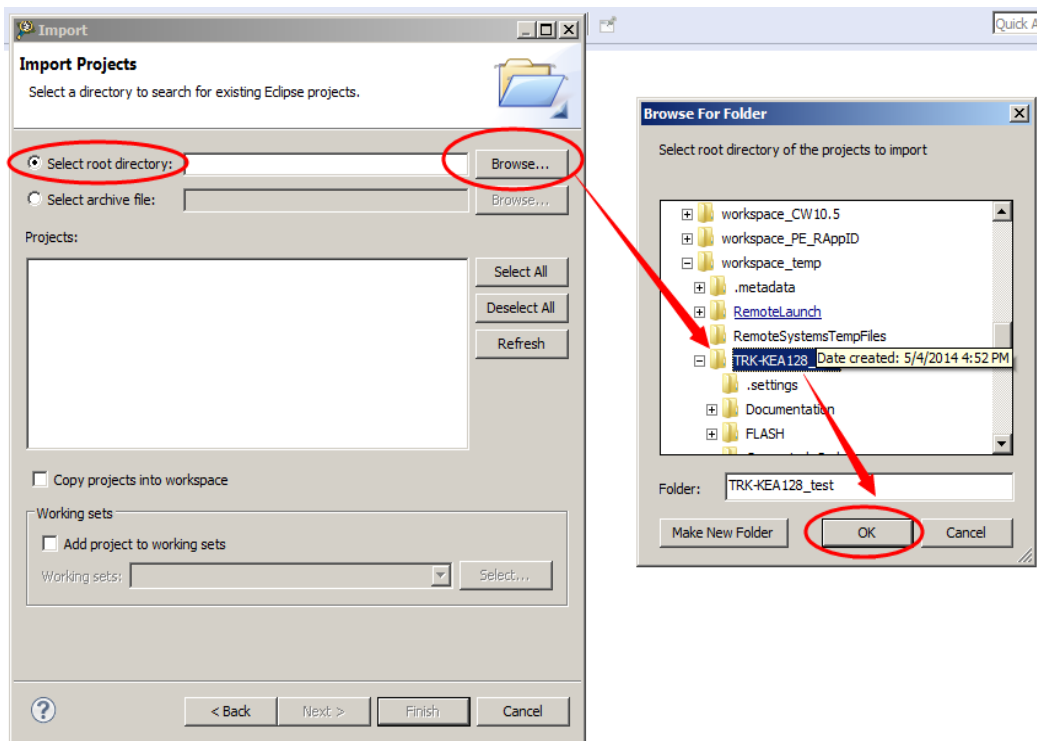 Import
Quick A
Import Projects
Select a directory to search for existing Eclipse projects.
Select root directory:
Browse...
Select archive file:
Browse...
Projects:
Select All
Deselect All
Refresh
Copy projects into workspace
Working sets
Add project to working sets
Working sets:
Select...
?
< Back
Next >
Finish
Cancel
Browse For Folder
Select root directory of the projects to import
workspace_CW10.5
workspace_PE_RAppID
workspace_temp
.metadata
RemoteLaunch
RemoteSystemsTempFiles
TRK-KEA128_
Date created: 5/4/2014 4:52 PM
.settings
Documentation
FLASH
Folder:
TRK-KEA128_test
Make New Folder
OK
Cancel